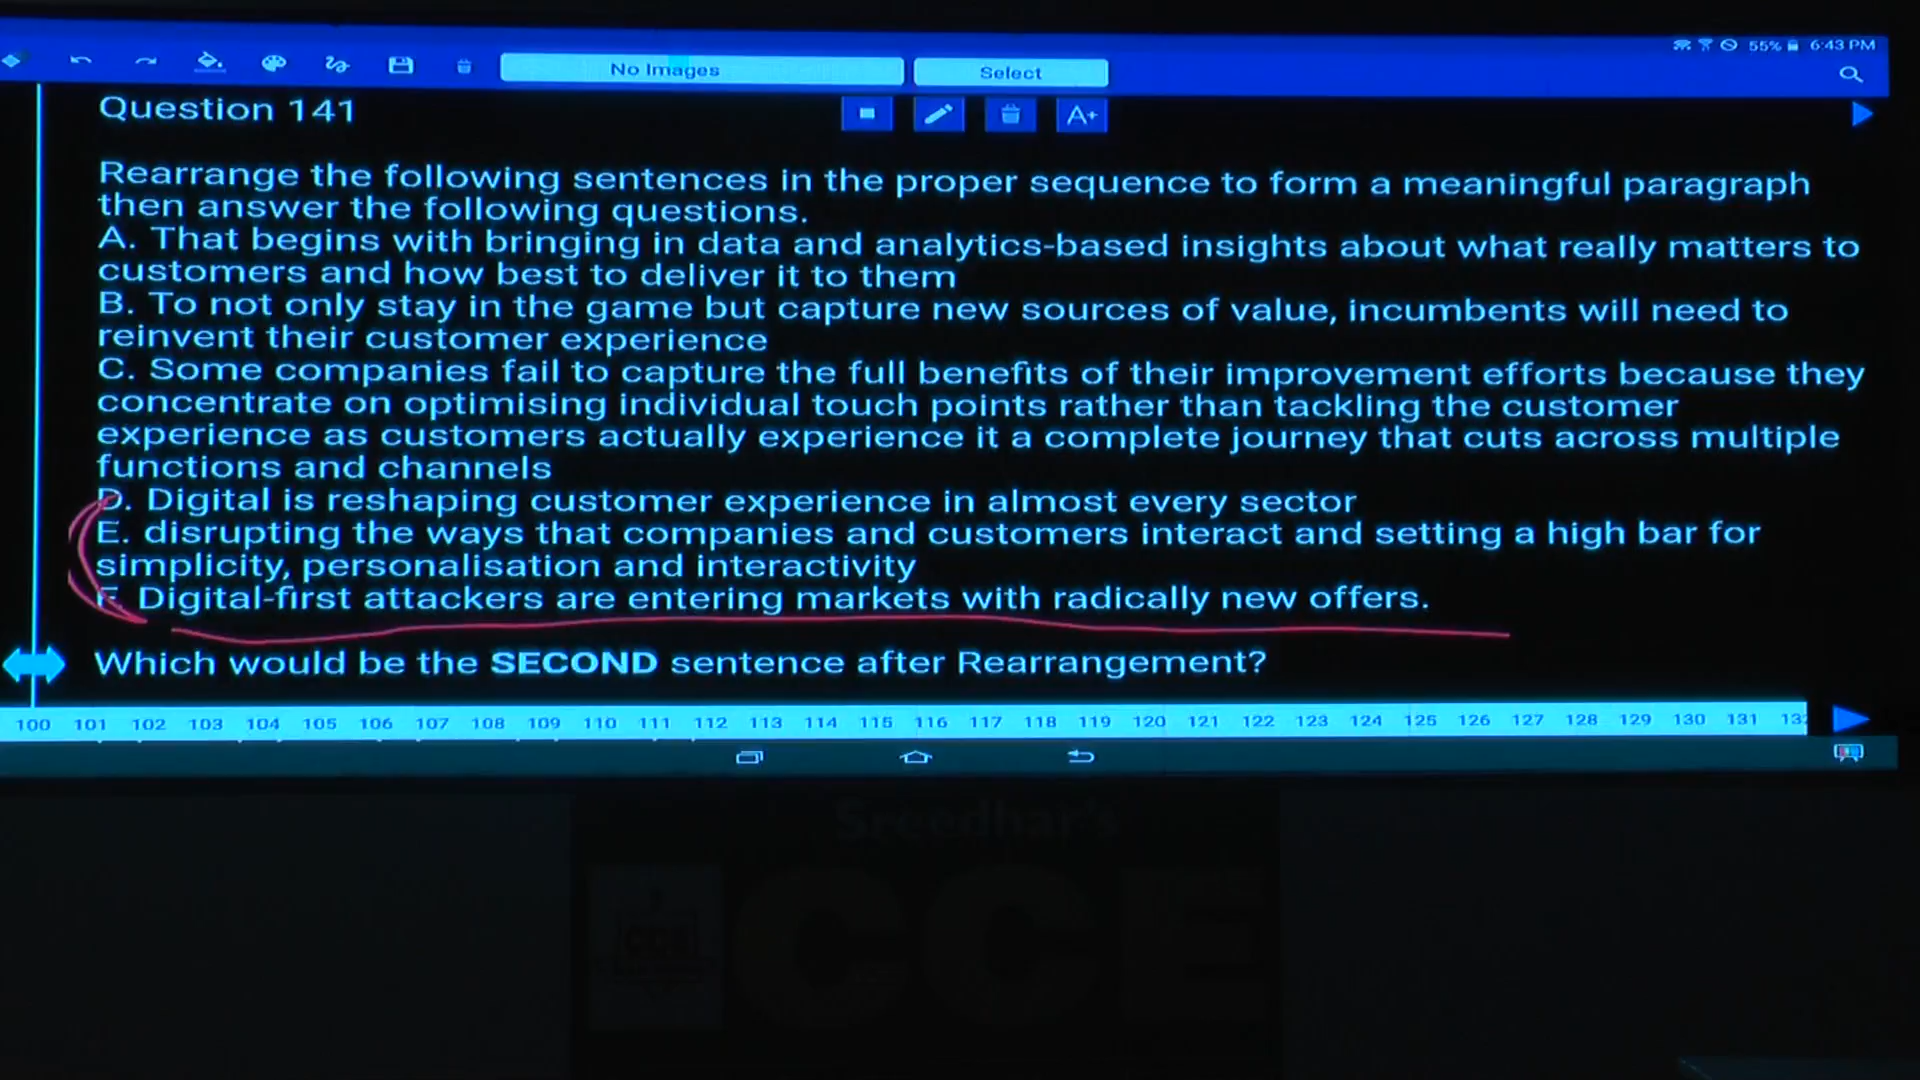 55% 6:43 PM
No Images
Select
Question 141
A+
Rearrange the following sentences in the proper sequence to form a meaningful paragraph
then answer the following questions.
A. That begins with bringing in data and analytics-based insights about what really matters to
customers and how best to deliver it to them
B. To not only stay in the game but capture new sources of value, incumbents will need to
reinvent their customer experience
C. Some companies fail to capture the full benefits of their improvement efforts because they
concentrate on optimising individual touch points rather than tackling the customer
experience as customers actually experience it a complete journey that cuts across multiple
functions and channels
D. Digital is reshaping customer experience in almost every sector
E. disrupting the ways that companies and customers interact and setting a high bar for
simplicity, personalisation and interactivity
F. Digital-first attackers are entering markets with radically new offers.
Which would be the SECOND sentence after Rearrangement?
100 101 102 103 104 105 106 107 108 109 110 111 112 113 114 115 116 117 118 119 120 121 122 123 124 125 126 127 128 129 130 131
Sreedhar's
CCE